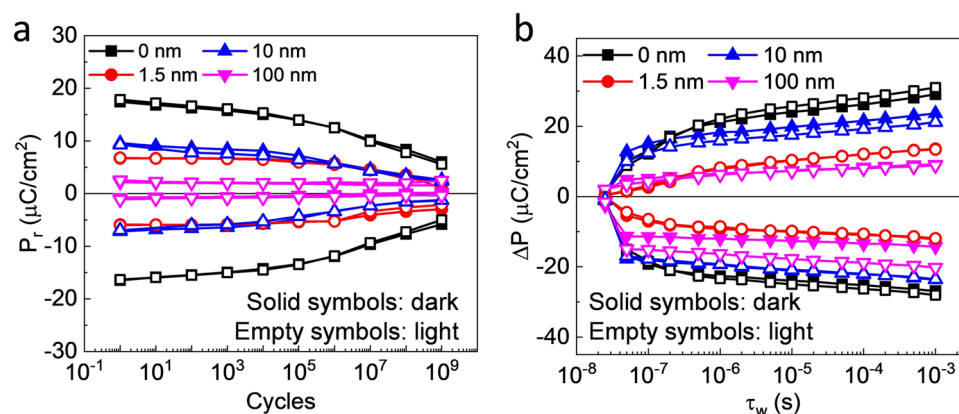 a
30
20
10
0
-10
-20
-30
P_r (μC/cm²)
0 nm 10 nm
1.5 nm 100 nm
Solid symbols: dark
Empty symbols: light
10⁻¹ 10¹ 10³ 10⁵ 10⁷ 10⁹
Cycles
b
40
20
0
-20
-40
ΔP (μC/cm²)
0 nm 10 nm
1.5 nm 100 nm
Solid symbols: dark
Empty symbols: light
10⁻⁸ 10⁻⁷ 10⁻⁶ 10⁻⁵ 10⁻⁴ 10⁻³
τ_w (s)